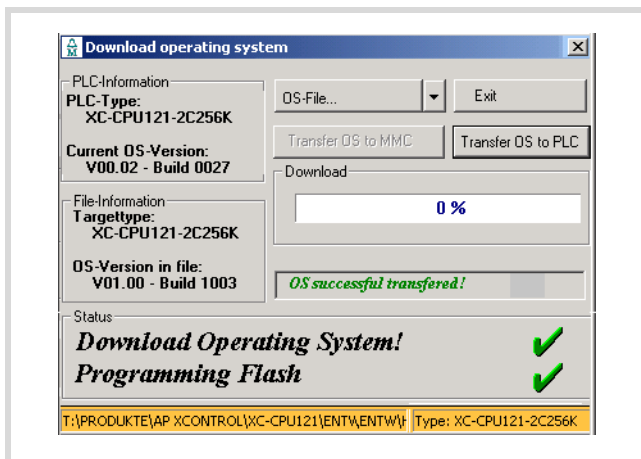 Download operating system
PLC-Information
PLC-Type:
XC-CPU121-2C256K
Current OS-Version:
V00.02 - Build 0027
File-Information
Targettype:
XC-CPU121-2C256K
OS-Version in file:
V01.00 - Build 1003
OS-File...
Exit
Transfer OS to MMC
Transfer OS to PLC
Download
0 %
OS successful transfered!
Status
Download Operating System!
Programming Flash
T:\PRODUKTE\AP XCONTROL\XC-CPU121\ENTW\ENTW\
Type: XC-CPU121-2C256K